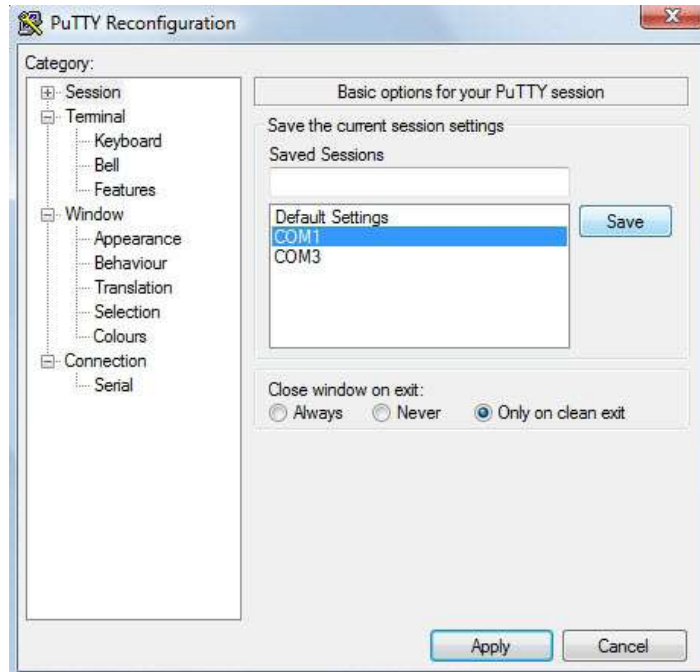 PuTTY Reconfiguration
Category:
Session
Terminal
Keyboard
Bell
Features
Window
Appearance
Behaviour
Translation
Selection
Colours
Connection
Serial
Basic options for your PuTTY session
Save the current session settings
Saved Sessions
Default Settings
COM1
COM3
Save
Close window on exit:
Always Never Only on clean exit
Apply Cancel